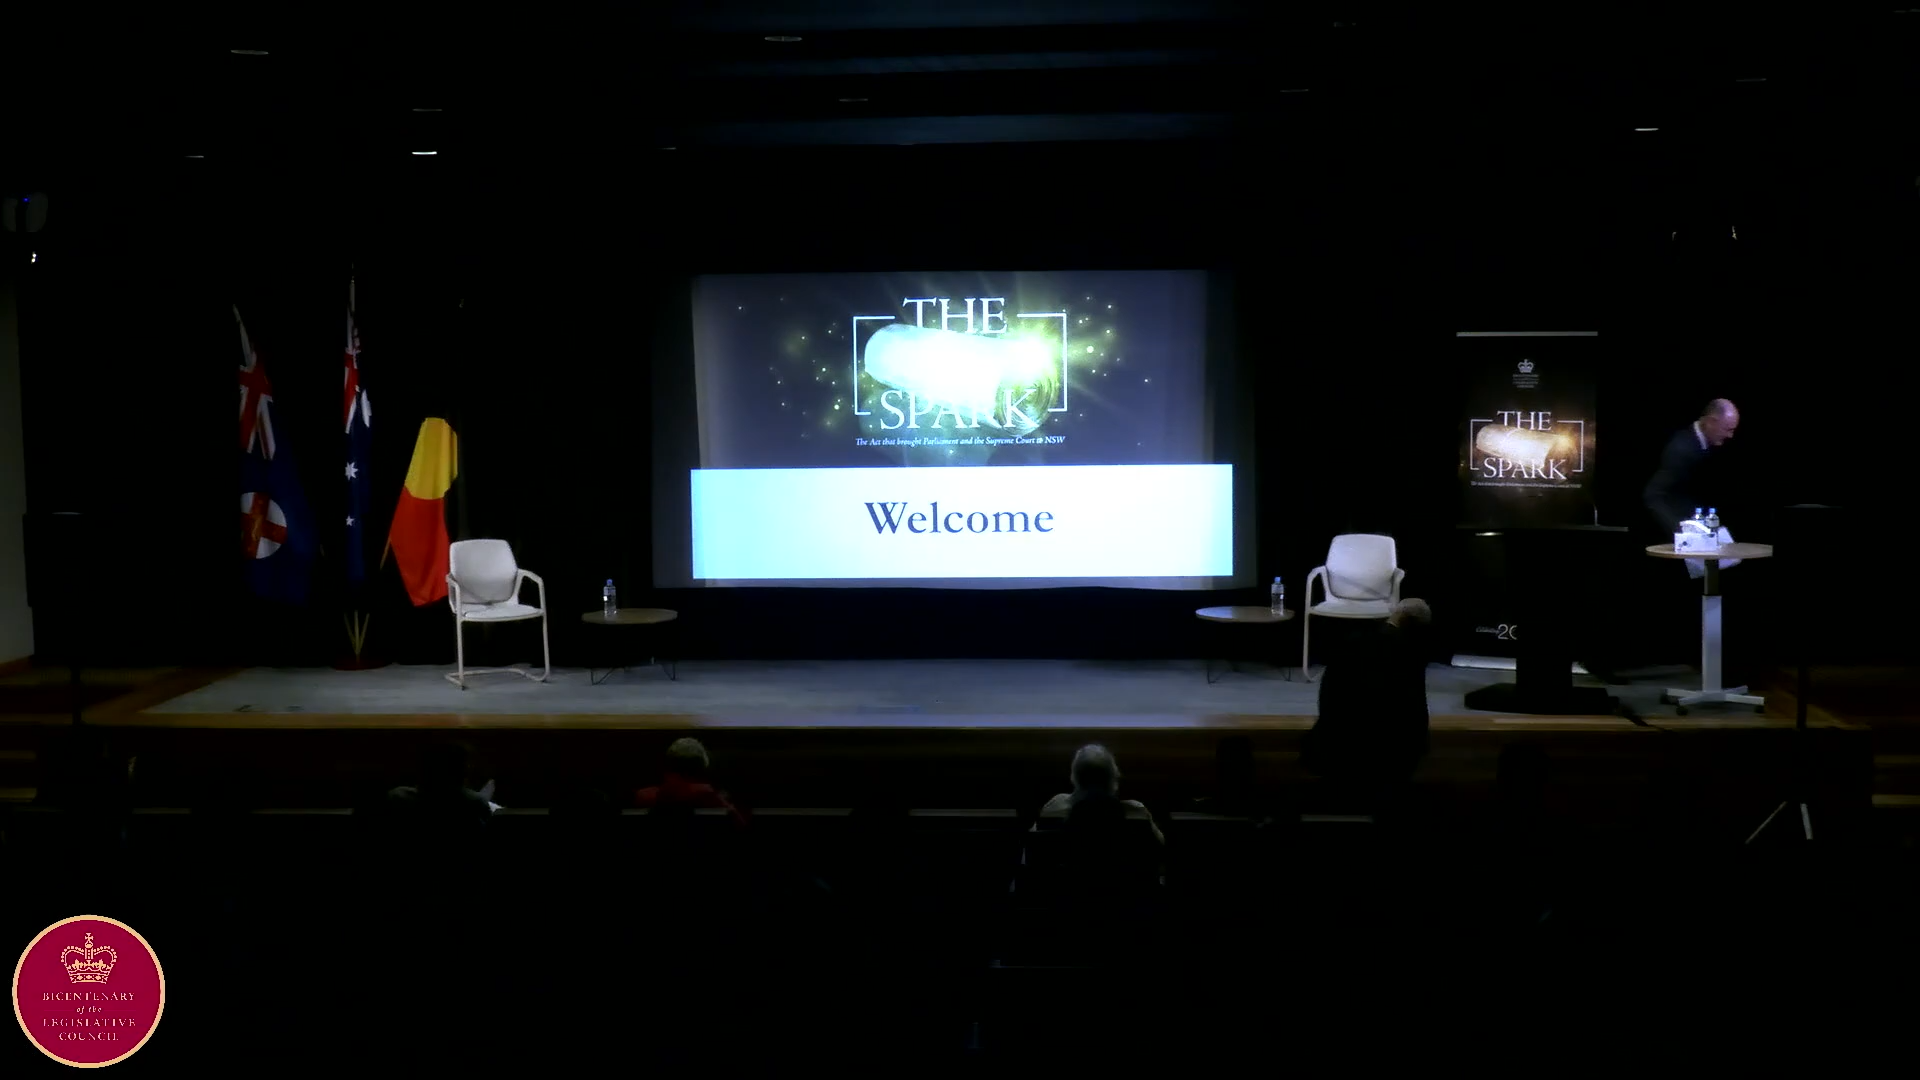 THE
SPARK
The Act that brought Parliament and the Supreme Court to NSW
Welcome
THE
SPARK
20
BICENTENARY
of the
LEGISLATIVE
COUNCIL